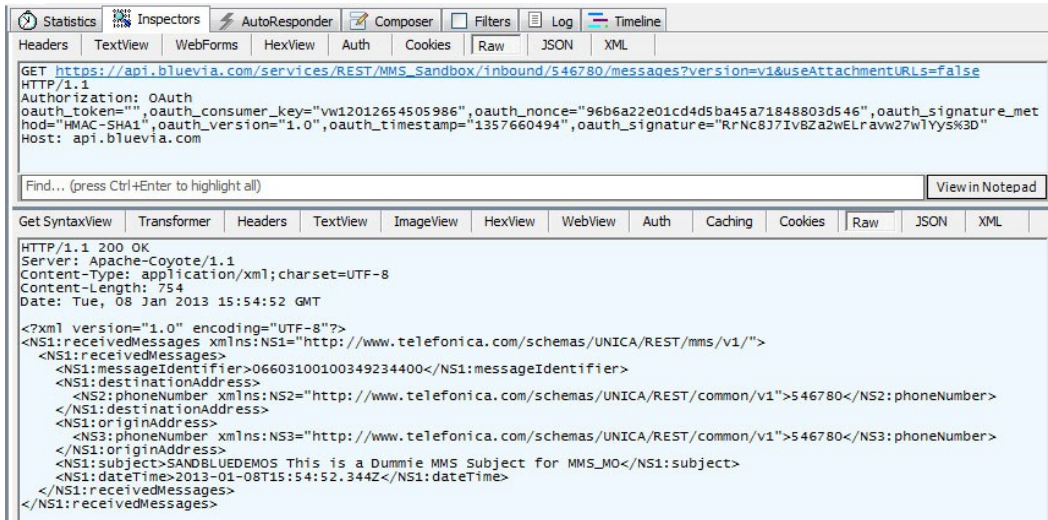 Statistics Inspectors AutoResponder Composer Filters Log Timeline
Headers TextView WebForms HexView Auth Cookies Raw JSON XML
GET https://api.bluevia.com/services/REST/MMS_Sandbox/inbound/546780/messages?version=v1&useAttachmentURLs=false
HTTP/1.1
Authorization: OAuth
oauth_token="",oauth_consumer_key="vw12012654505986",oauth_nonce="96b6a22e01cd4d5ba45a71848803d546",oauth_signature_met
hod="HMAC-SHA1",oauth_version="1.0",oauth_timestamp="1357660494",oauth_signature="RrNc8J7IvBZa2wELravw27wlYys%3D"
Host: api.bluevia.com
Find... (press Ctrl+Enter to highlight all) View in Notepad
Get SyntaxView Transformer Headers TextView ImageView HexView WebView Auth Caching Cookies Raw JSON XML
HTTP/1.1 200 OK
Server: Apache-Coyote/1.1
Content-Type: application/xml;charset=UTF-8
Content-Length: 754
Date: Tue, 08 Jan 2013 15:54:52 GMT
<?xml version="1.0" encoding="UTF-8"?>
<NS1:receivedMessages xmlns:NS1="http://www.telefonica.com/schemas/UNICA/REST/mms/v1/">
<NS1:receivedMessages>
<NS1:messageIdentifier>06603100100349234400</NS1:messageIdentifier>
<NS1:destinationAddress>
<NS2:phoneNumber xmlns:NS2="http://www.telefonica.com/schemas/UNICA/REST/common/v1">546780</NS2:phoneNumber>
</NS1:destinationAddress>
<NS1:originAddress>
<NS3:phoneNumber xmlns:NS3="http://www.telefonica.com/schemas/UNICA/REST/common/v1">546780</NS3:phoneNumber>
</NS1:originAddress>
<NS1:subject>SANDBLUEDEMOS This is a Dummie MMS Subject for MMS_MO</NS1:subject>
<NS1:dateTime>2013-01-08T15:54:52.344Z</NS1:dateTime>
</NS1:receivedMessages>
</NS1:receivedMessages>